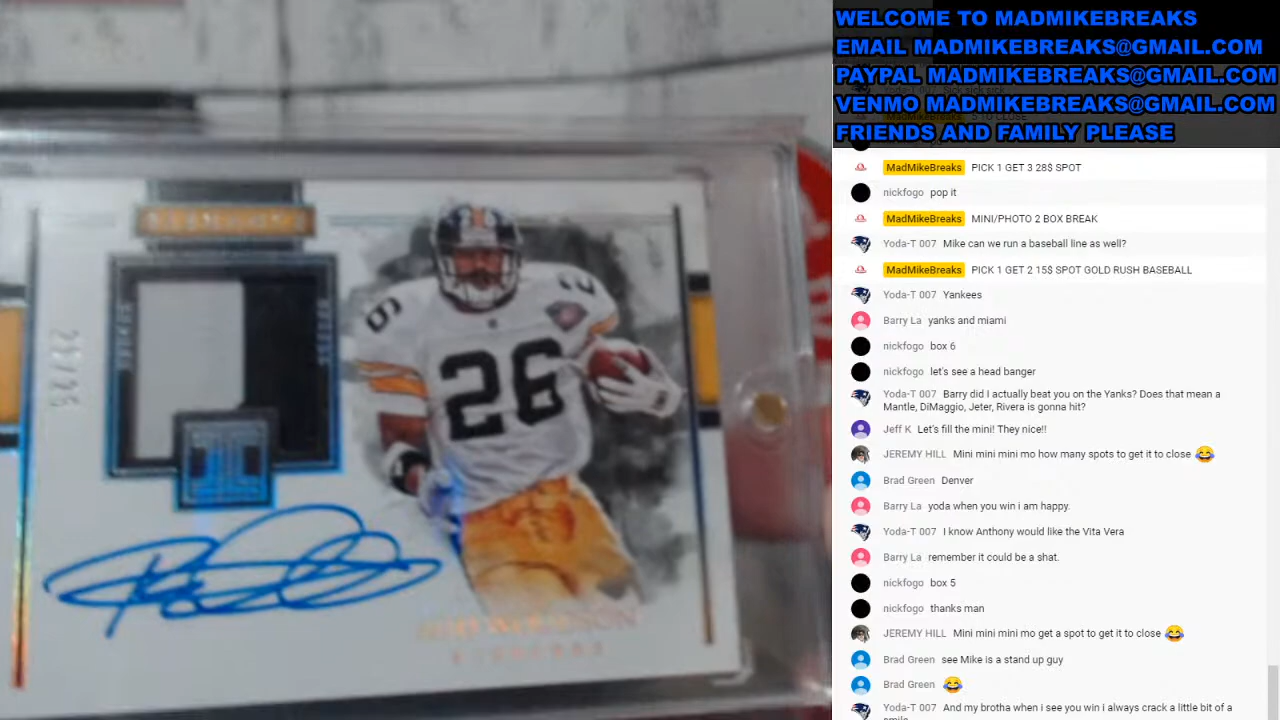 WELCOME TO MADMIKEBREAKS
EMAIL MADMIKEBREAKS@GMAIL.COM
PAYPAL MADMIKEBREAKS@GMAIL.COM
VENMO MADMIKEBREAKS@GMAIL.COM
FRIENDS AND FAMILY PLEASE
MadMikeBreaks 5 TO CLOSE
MadMikeBreaks PICK 1 GET 3 28$ SPOT
nickfogo pop it
MadMikeBreaks MINI/PHOTO 2 BOX BREAK
Yoda-T 007 Mike can we run a baseball line as well?
MadMikeBreaks PICK 1 GET 2 15$ SPOT GOLD RUSH BASEBALL
Yoda-T 007 Yankees
Barry La yanks and miami
nickfogo box 6
nickfogo let's see a head banger
Yoda-T 007 Barry did I actually beat you on the Yanks? Does that mean a
Mantle, DiMaggio, Jeter, Rivera is gonna hit?
Jeff K Let's fill the mini! They nice!!
JEREMY HILL Mini mini mini mo how many spots to get it to close 😂
Brad Green Denver
Barry La yoda when you win i am happy.
Yoda-T 007 I know Anthony would like the Vita Vera
Barry La remember it could be a shat.
nickfogo box 5
nickfogo thanks man
JEREMY HILL Mini mini mini mo get a spot to get it to close 😂
Brad Green see Mike is a stand up guy
Brad Green 😂
Yoda-T 007 And my brotha when i see you win i always crack a little bit of a
26
26